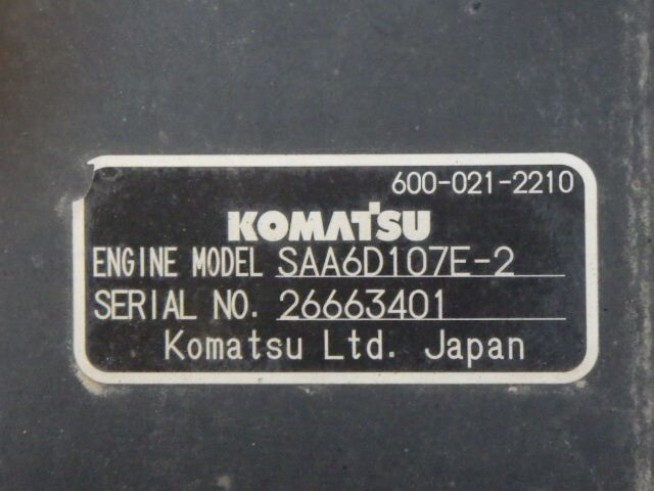 600-021-2210
KOMATSU
ENGINE MODEL SAA6D107E-2
SERIAL NO. 26663401
Komatsu Ltd. Japan